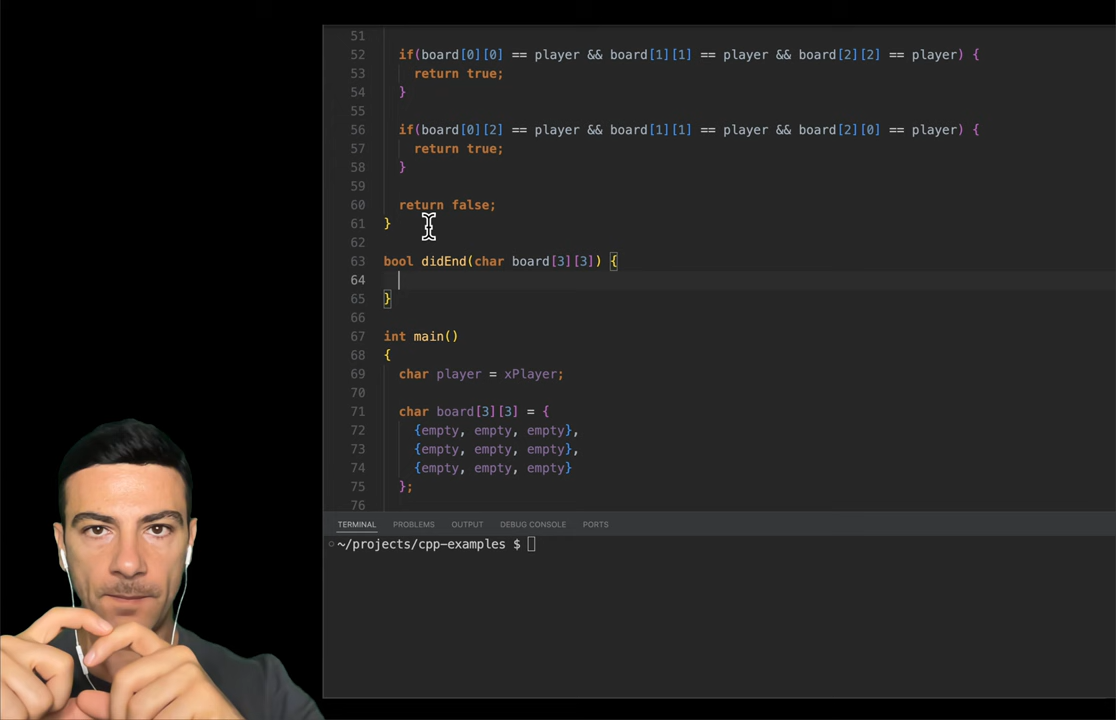 51
52 if(board[0][0] == player && board[1][1] == player && board[2][2] == player) {
53 return true;
54 }
55
56 if(board[0][2] == player && board[1][1] == player && board[2][0] == player) {
57 return true;
58 }
59
60 return false;
61 }
62
63 bool didEnd(char board[3][3]) {
64
65 }
66
67 int main()
68 {
69 char player = xPlayer;
70
71 char board[3][3] = {
72 {empty, empty, empty},
73 {empty, empty, empty},
74 {empty, empty, empty}
75 };
76
TERMINAL PROBLEMS OUTPUT DEBUG CONSOLE PORTS
~/projects/cpp-examples $